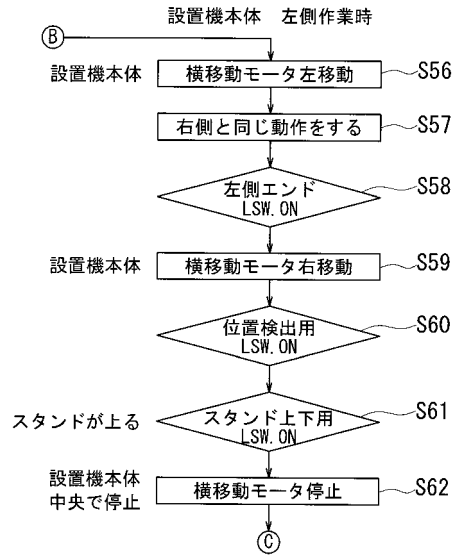 設置機本体 左側作業時
B
設置機本体 横移動モータ左移動 S56
右側と同じ動作をする S57
左側エンド S58
LSW.ON
設置機本体 横移動モータ右移動 S59
位置検出用 S60
LSW.ON
スタンドが上る スタンド上下用 S61
LSW.ON
設置機本体
中央で停止 横移動モータ停止 S62
C